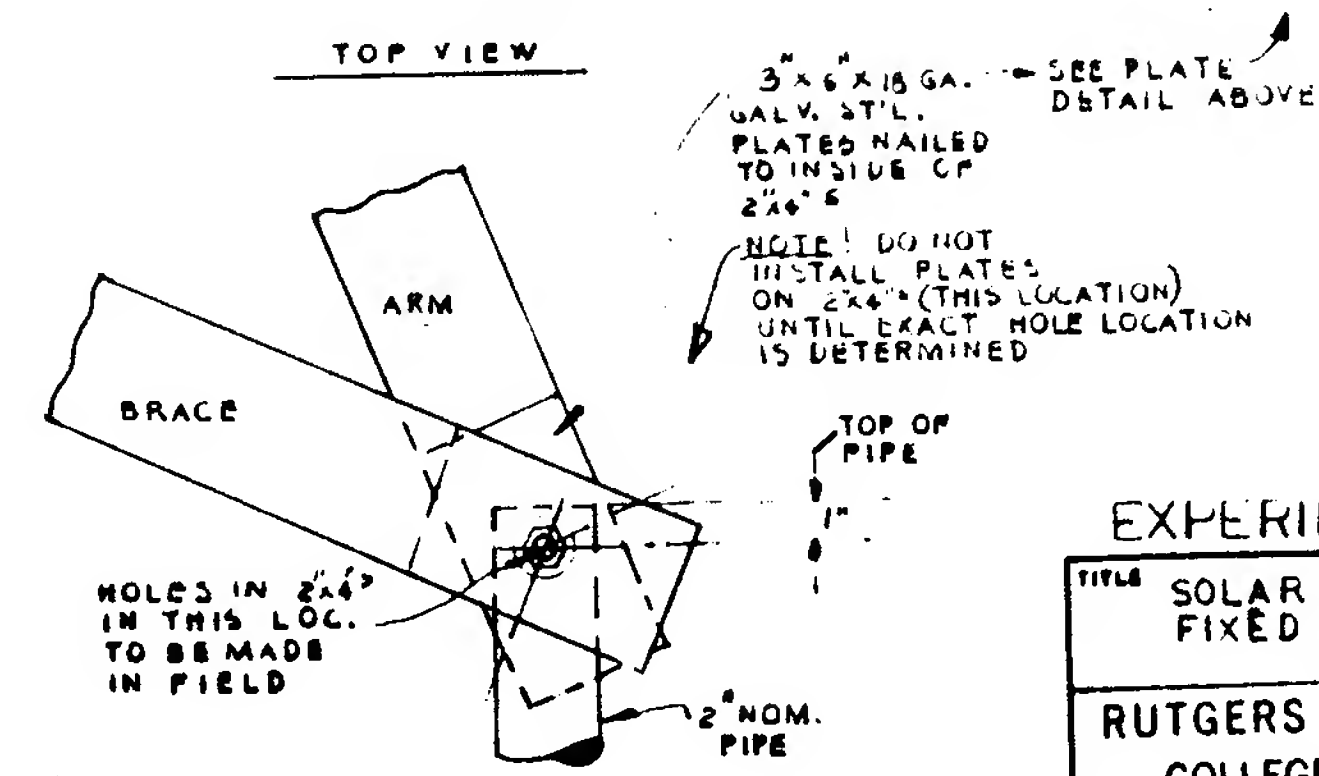 TOP VIEW
3" x 6" x 18 GA.
GALV. ST'L.
PLATES NAILED
TO INSIDE OF
2"x4"s
SEE PLATE
DETAIL ABOVE
NOTE! DO NOT
INSTALL PLATES
ON 2"x4"s (THIS LOCATION)
UNTIL EXACT HOLE LOCATION
IS DETERMINED
ARM
BRACE
TOP OF
PIPE
1"
HOLES IN 2"x4"s
IN THIS LOC.
TO BE MADE
IN FIELD
2" NOM.
PIPE
TITLE
SOLAR
FIXED
RUTGERS